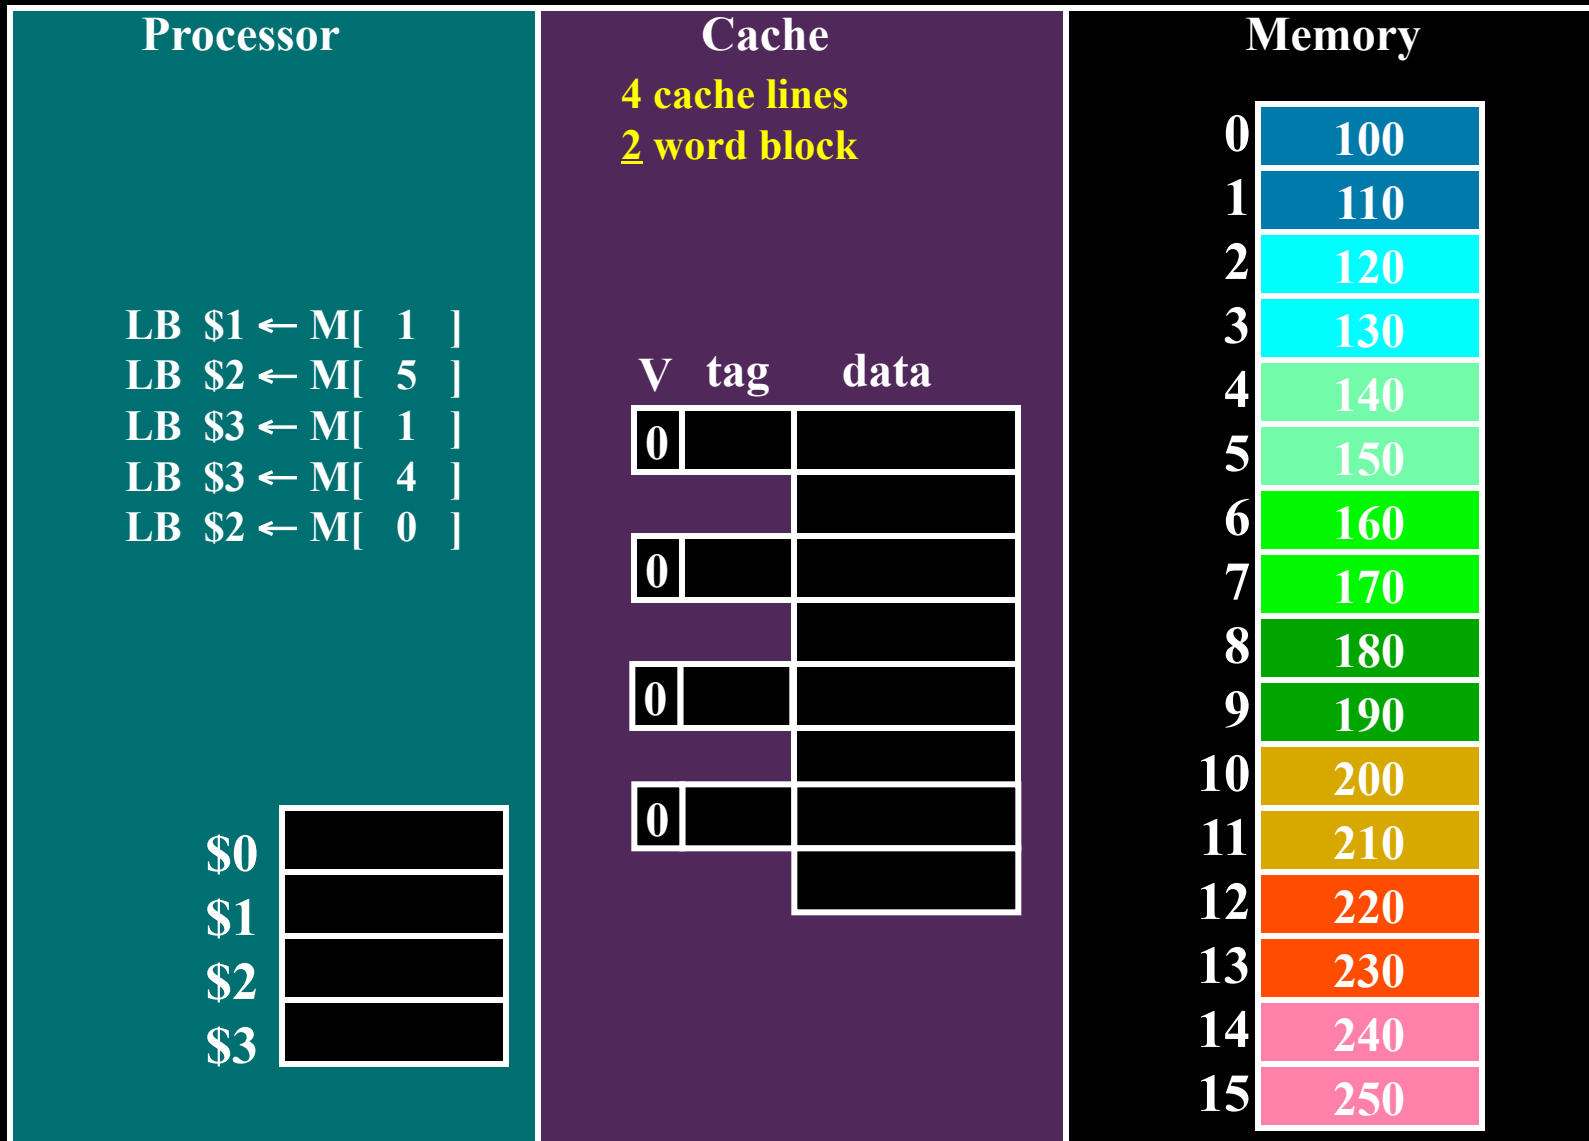 Processor
LB $1 ← M[ 1 ]
LB $2 ← M[ 5 ]
LB $3 ← M[ 1 ]
LB $3 ← M[ 4 ]
LB $2 ← M[ 0 ]
$0
$1
$2
$3
Cache
4 cache lines
2 word block
V tag data
0
0
0
0
Memory
0 100
1 110
2 120
3 130
4 140
5 150
6 160
7 170
8 180
9 190
10 200
11 210
12 220
13 230
14 240
15 250